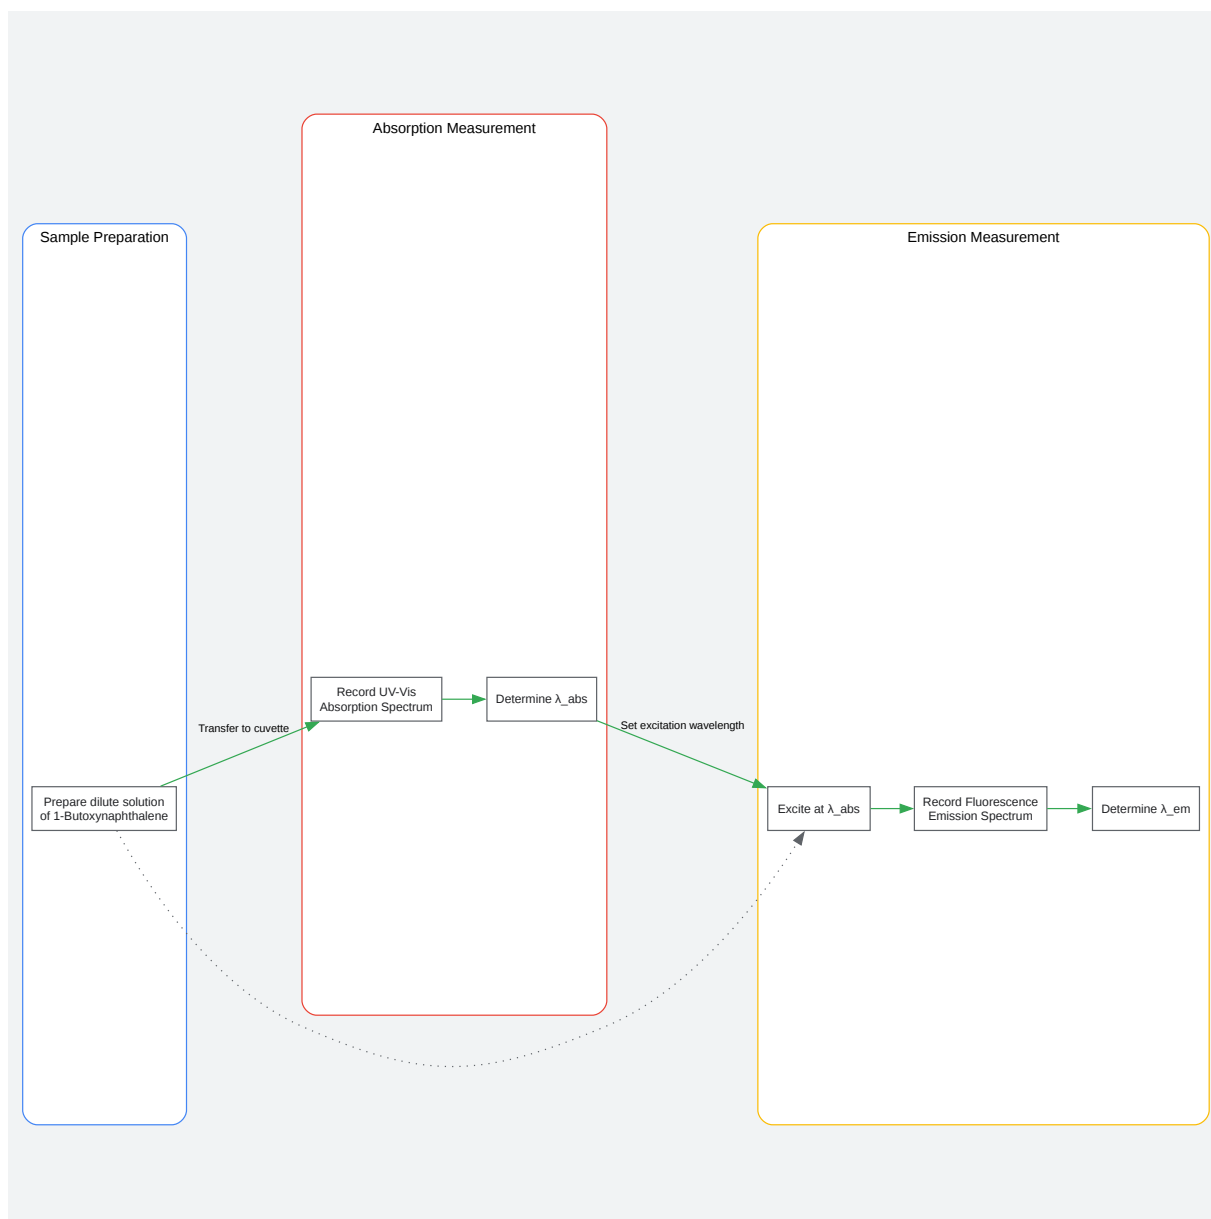 Absorption Measurement
Sample Preparation
Emission Measurement
Record UV-Vis
Absorption Spectrum
Determine λ_abs
Transfer to cuvette
Set excitation wavelength
Prepare dilute solution
of 1-Butoxynaphthalene
Excite at λ_abs
Record Fluorescence
Emission Spectrum
Determine λ_em